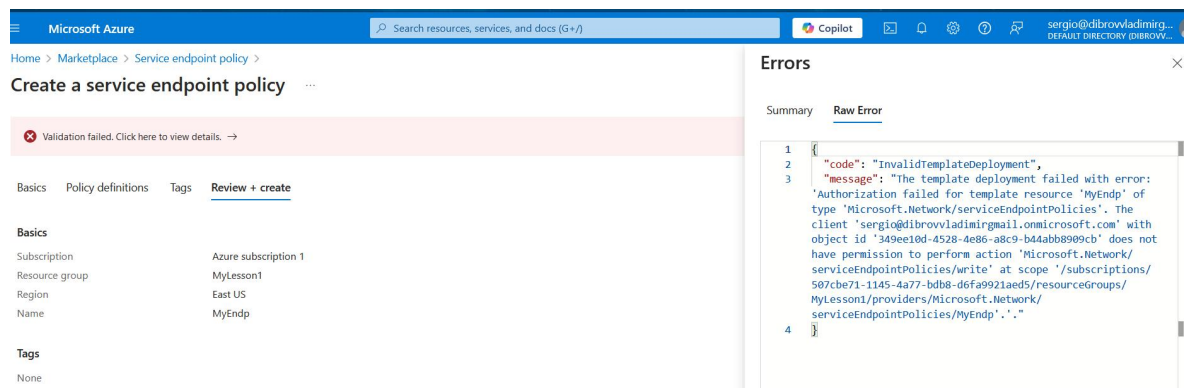 Microsoft Azure
Search resources, services, and docs (G+/)
Copilot
sergio@dibrovvladimirg...
DEFAULT DIRECTORY (DIBROVV...
Home > Marketplace > Service endpoint policy >
Create a service endpoint policy ...
Validation failed. Click here to view details. →
Basics Policy definitions Tags Review + create
Basics
Subscription Azure subscription 1
Resource group MyLesson1
Region East US
Name MyEndp
Tags
None
Errors
Summary Raw Error
1 {
2 "code": "InvalidTemplateDeployment",
3 "message": "The template deployment failed with error:
'Authorization failed for template resource 'MyEndp' of
type 'Microsoft.Network/serviceEndpointPolicies'. The
client 'sergio@dibrovvladimirgmail.onmicrosoft.com' with
object id '349ee10d-4528-4e86-a8c9-b44abb8909cb' does not
have permission to perform action 'Microsoft.Network/
serviceEndpointPolicies/write' at scope '/subscriptions/
507cbe71-1145-4a77-bdb8-d6fa9921aed5/resourceGroups/
MyLesson1/providers/Microsoft.Network/
serviceEndpointPolicies/MyEndp'.'."
4 }